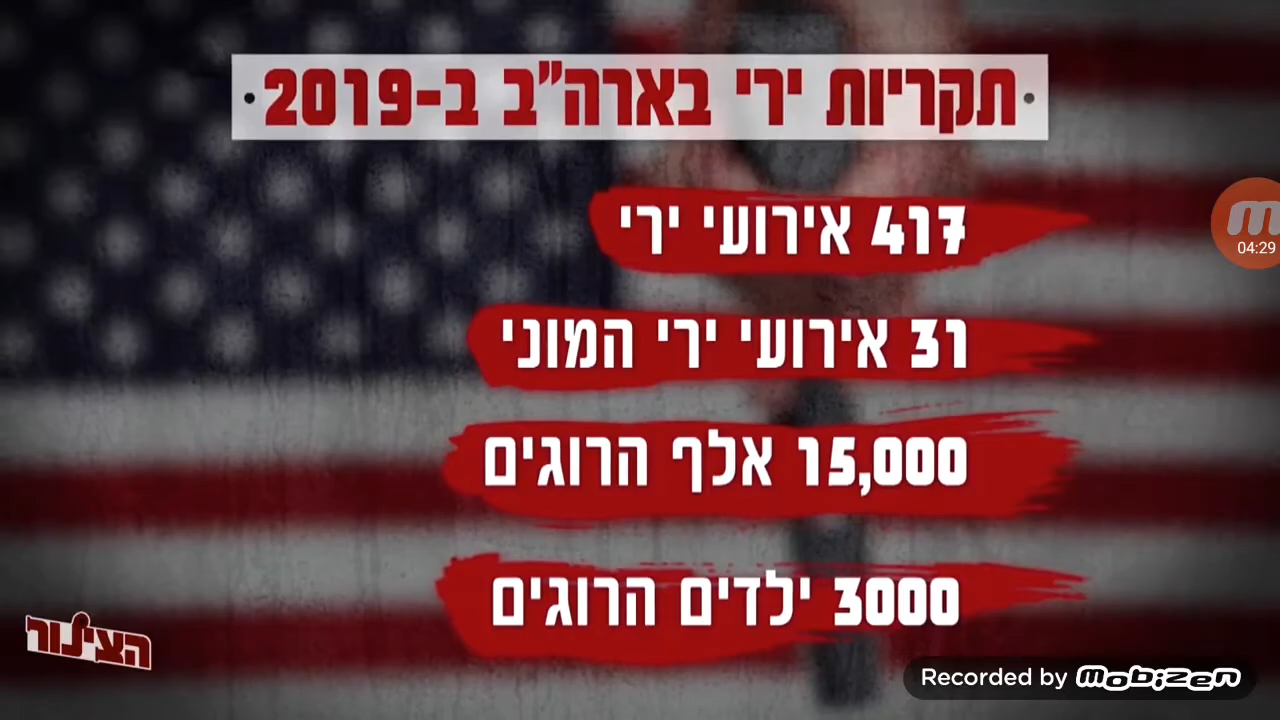 תקריות ירי בארה"ב ב-2019
417 אירועי ירי
31 אירועי ירי המוני
15,000 אלף הרוגים
3000 ילדים הרוגים
הצינור
04:29
Recorded by mobizen